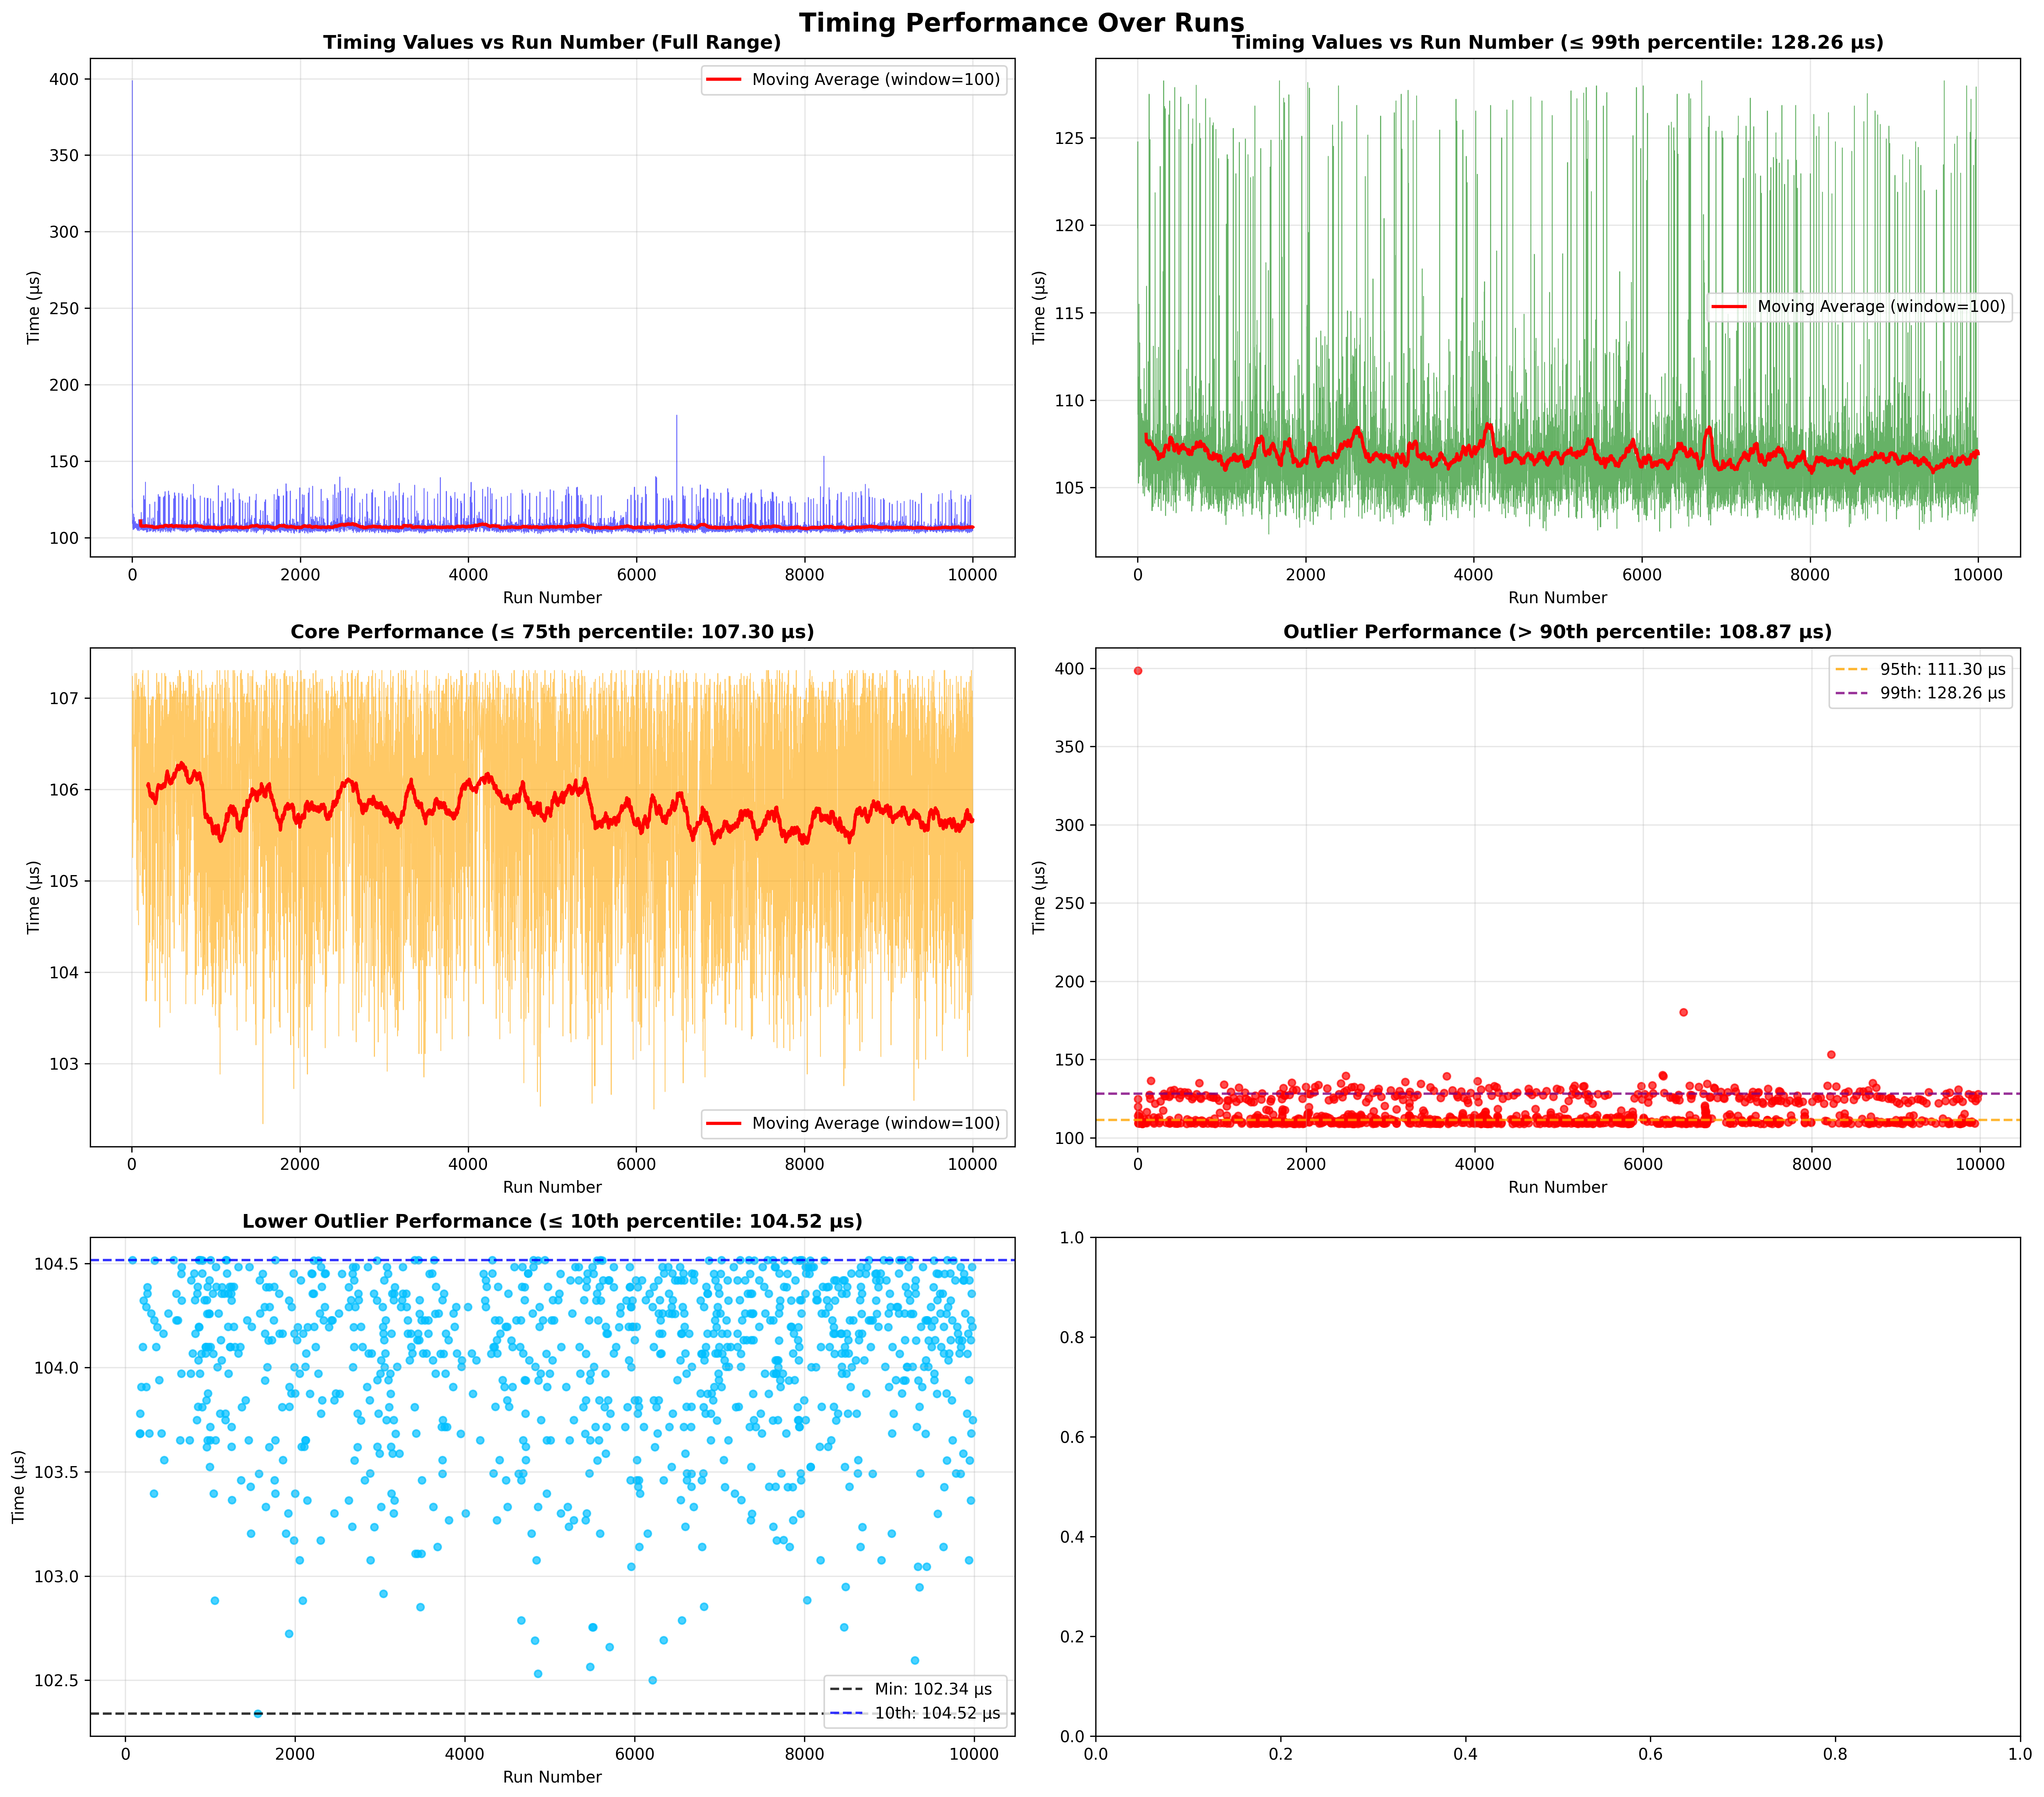 Timing Performance Over Runs
Timing Values vs Run Number (Full Range)
400
350
300
250
200
150
100
Time (µs)
0 2000 4000 6000 8000 10000
Run Number
Moving Average (window=100)
Timing Values vs Run Number (≤ 99th percentile: 128.26 µs)
125
120
115
110
105
Time (µs)
0 2000 4000 6000 8000 10000
Run Number
Moving Average (window=100)
Core Performance (≤ 75th percentile: 107.30 µs)
107
106
105
104
103
Time (µs)
0 2000 4000 6000 8000 10000
Run Number
Moving Average (window=100)
Outlier Performance (> 90th percentile: 108.87 µs)
400
350
300
250
200
150
100
Time (µs)
0 2000 4000 6000 8000 10000
Run Number
95th: 111.30 µs
99th: 128.26 µs
Lower Outlier Performance (≤ 10th percentile: 104.52 µs)
104.5
104.0
103.5
103.0
102.5
Time (µs)
0 2000 4000 6000 8000 10000
Run Number
Min: 102.34 µs
10th: 104.52 µs
1.0
0.8
0.6
0.4
0.2
0.0
0.0 0.2 0.4 0.6 0.8 1.0